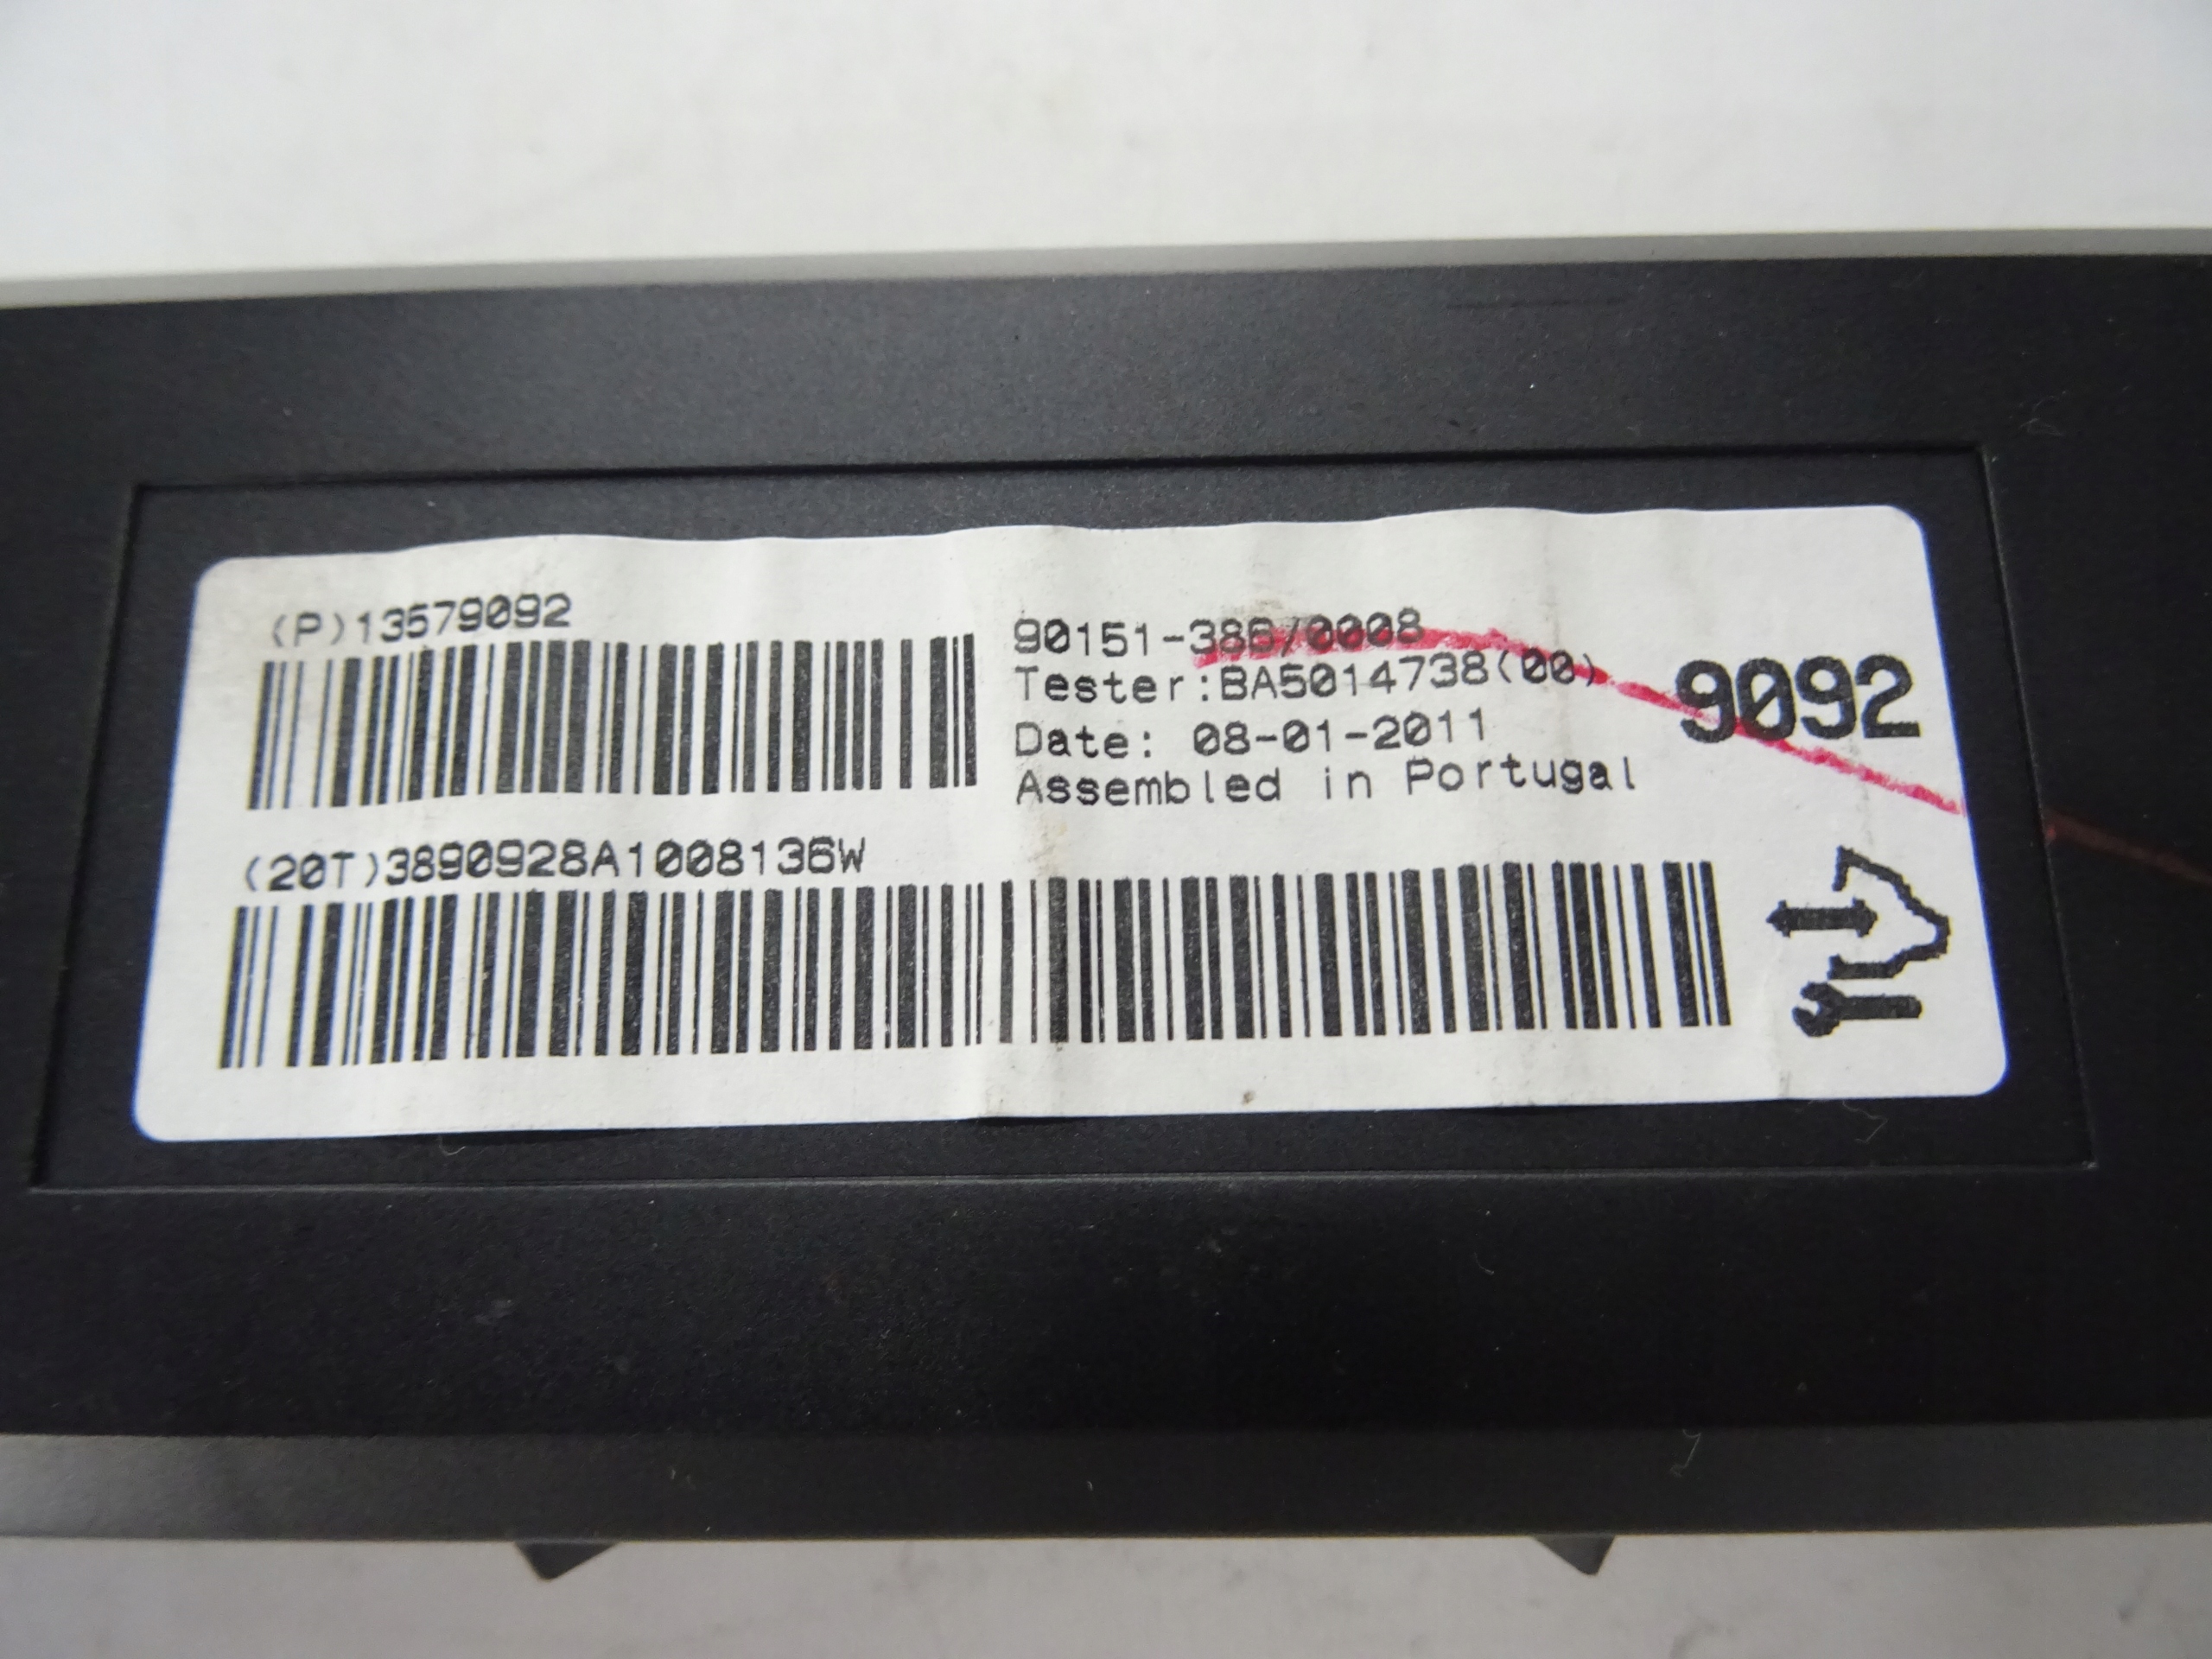 (P)13579092
90151-386/0008
Tester:BA5014738(00)
Date: 08-01-2011
Assembled in Portugal
9092
(20T)3890928A1008136W